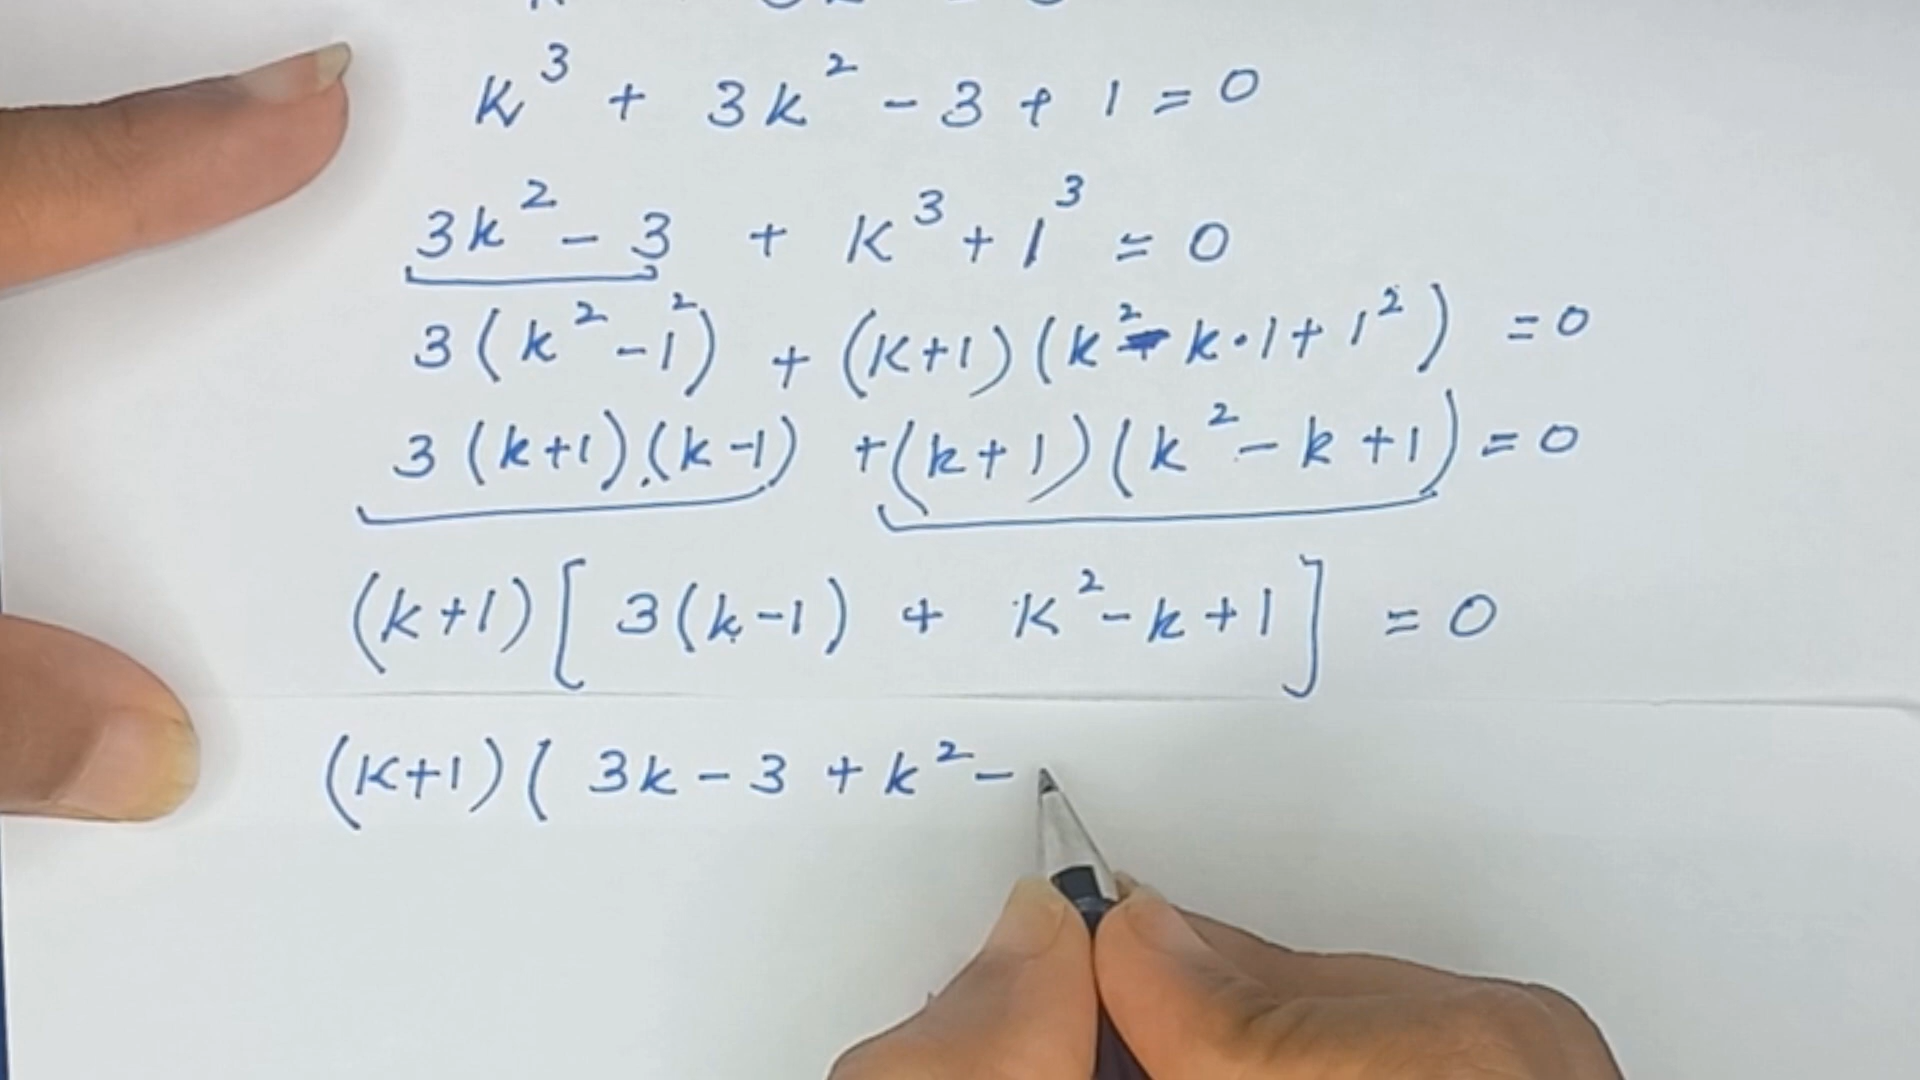 k³ + 3k² - 3 + 1 = 0
3k² - 3 + k³ + 1³ = 0
3(k² - 1²) + (k+1)(k² - k·1 + 1²) = 0
3(k+1).(k-1) + (k+1)(k² - k + 1) = 0
(k+1)[3(k-1) + k² - k + 1] = 0
(k+1)(3k - 3 + k² -